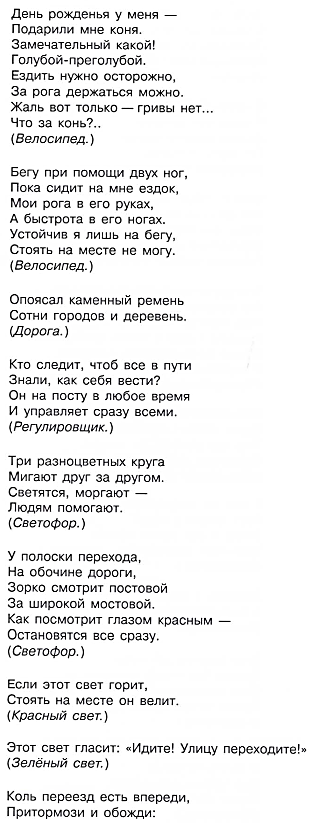 День рожденья у меня —
Подарили мне коня.
Замечательный какой!
Голубой-преголубой.
Ездить нужно осторожно,
За рога держаться можно.
Жаль вот только — гривы нет...
Что за конь?..
(Велосипед.)
Бегу при помощи двух ног,
Пока сидит на мне ездок,
Мои рога в его руках,
А быстрота в его ногах.
Устойчив я лишь на бегу,
Стоять на месте не могу.
(Велосипед.)
Опоясал каменный ремень
Сотни городов и деревень.
(Дорога.)
Кто следит, чтоб все в пути
Знали, как себя вести?
Он на посту в любое время
И управляет сразу всеми.
(Регулировщик.)
Три разноцветных круга
Мигают друг за другом.
Светятся, моргают —
Людям помогают.
(Светофор.)
У полоски перехода,
На обочине дороги,
Зорко смотрит постовой
За широкой мостовой.
Как посмотрит глазом красным —
Остановятся все сразу.
(Светофор.)
Если этот свет горит,
Стоять на месте он велит.
(Красный свет.)
Этот свет гласит: «Идите! Улицу переходите!»
(Зелёный свет.)
Коль переезд есть впереди,
Притормози и обожди: